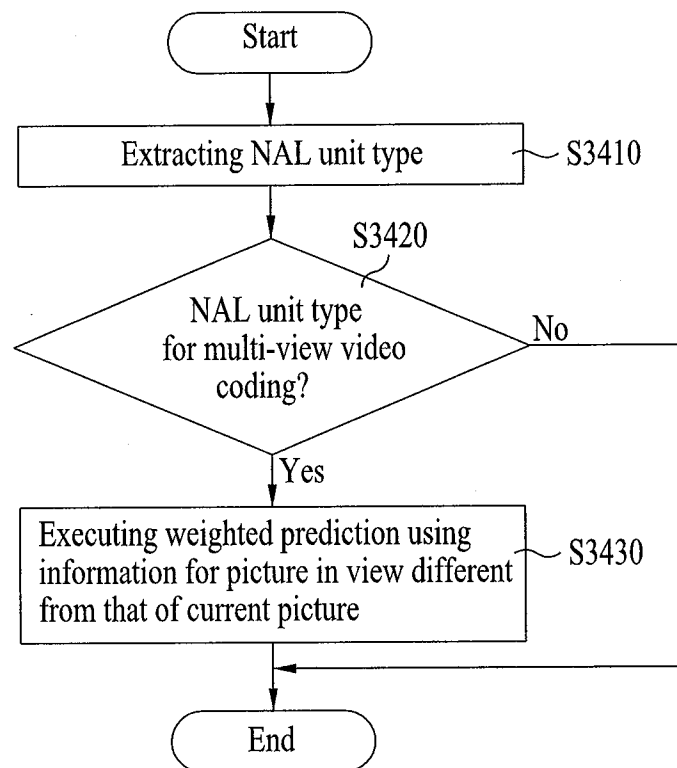 Start
Extracting NAL unit type
S3410
S3420
NAL unit type
for multi-view video
coding?
No
Yes
Executing weighted prediction using
information for picture in view different
from that of current picture
S3430
End